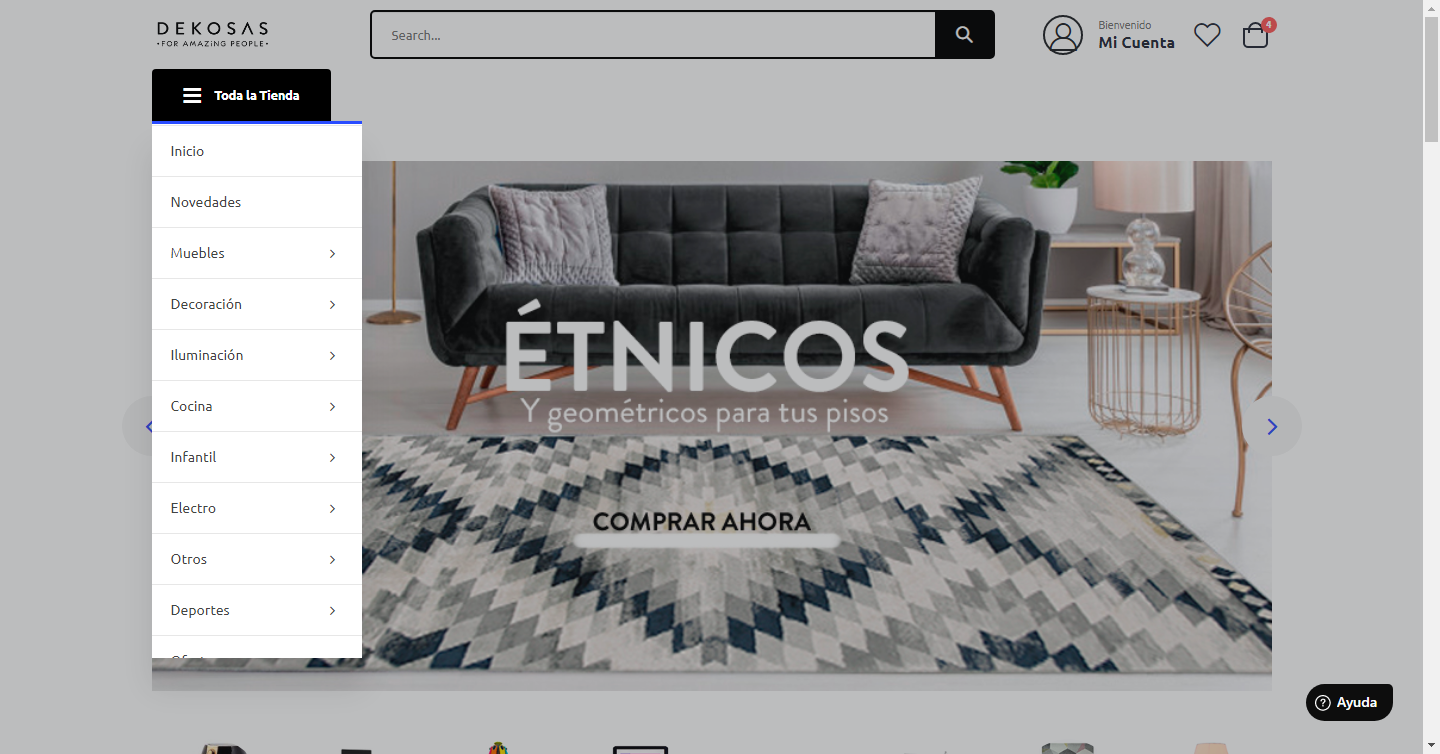 DEKOSAS
•FOR AMAZiNG PEOPLE•
Search...
Bienvenido
Mi Cuenta
4
Toda la Tienda
Inicio
Novedades
Muebles
Decoración
Iluminación
Cocina
Infantil
Electro
Otros
Deportes
ÉTNICOS
Y geométricos para tus pisos
COMPRAR AHORA
Ayuda